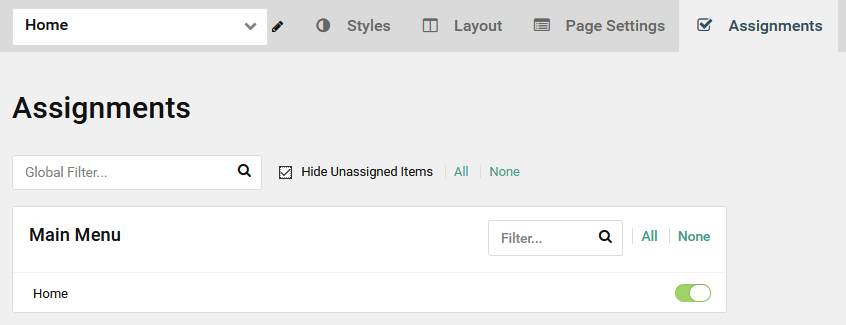 Home Styles Layout Page Settings Assignments
Assignments
Global Filter... Hide Unassigned Items All None
Main Menu Filter... All None
Home